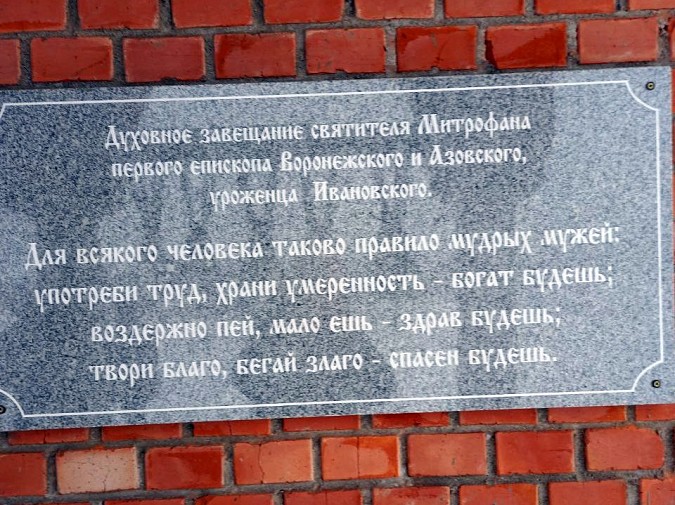 Духовное завещание святителя Митрофана
первого епископа Воронежского и Азовского,
уроженца Ивановского.
Для всякого человека таково правило мудрых мужей:
употреби труд, храни умеренность - богат будешь;
воздержно пей, мало ешь - здрав будешь;
твори благо, бегай злаго - спасен будешь.